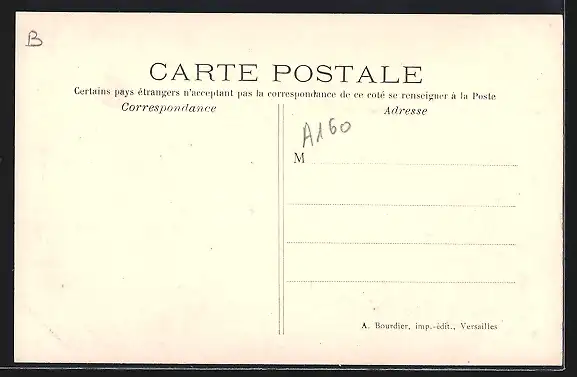 B
CARTE POSTALE
Certains pays étrangers n'acceptant pas la correspondance de ce coté se renseigner à la Poste
Correspondance
Adresse
A160
M
A. Bourdier, imp.-édit., Versailles